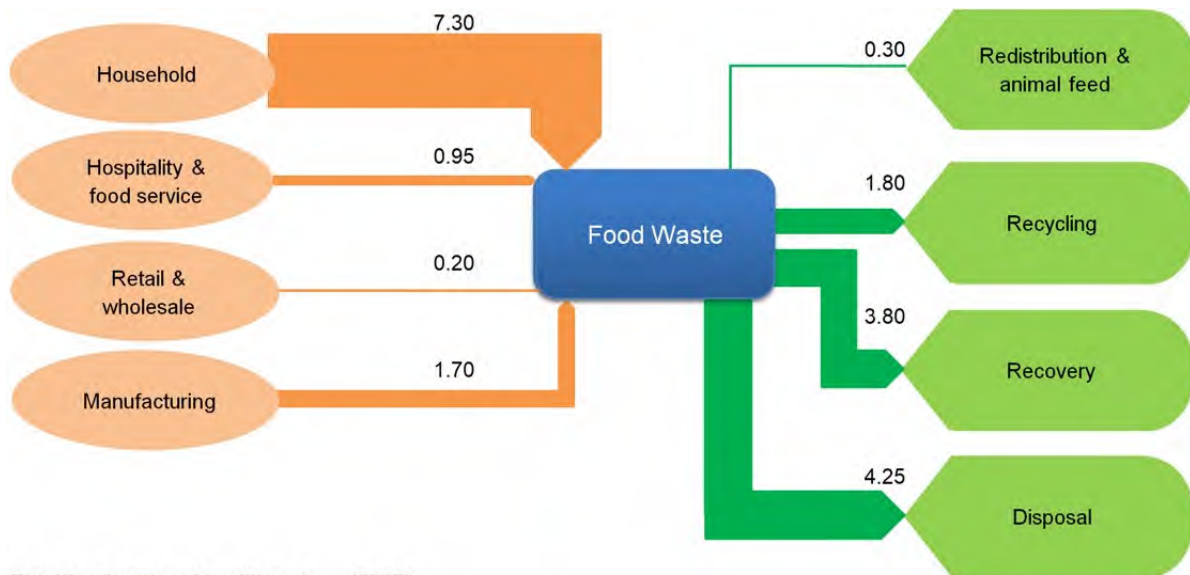 7.30
Household
0.30
Redistribution &
animal feed
Hospitality &
food service
0.95
1.80
Recycling
Food Waste
Retail &
wholesale
0.20
3.80
Recovery
Manufacturing
1.70
4.25
Disposal